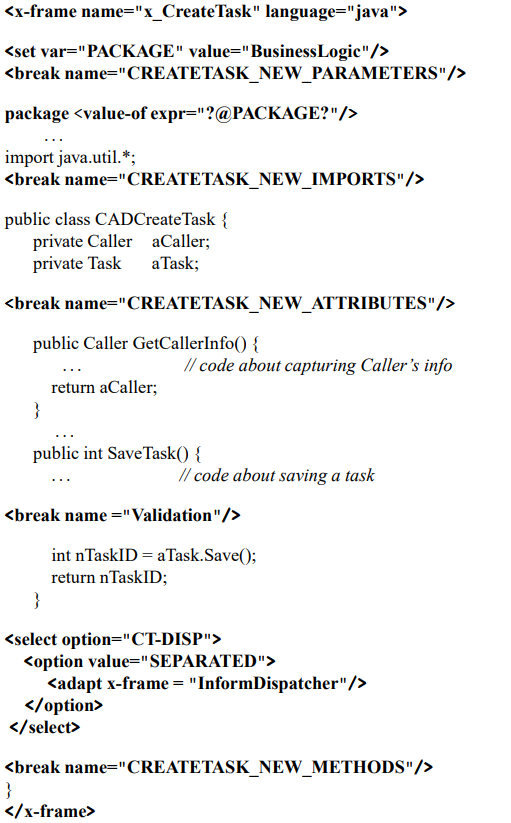 <x-frame name="x_CreateTask" language="java">
<set var="PACKAGE" value="BusinessLogic"/>
<break name="CREATETASK_NEW_PARAMETERS"/>
package <value-of expr="?@PACKAGE?"/>
...
import java.util.*;
<break name="CREATETASK_NEW_IMPORTS"/>
public class CADCreateTask {
private Caller aCaller;
private Task aTask;
<break name="CREATETASK_NEW_ATTRIBUTES"/>
public Caller GetCallerInfo() {
... // code about capturing Caller’s info
return aCaller;
}
...
public int SaveTask() {
... // code about saving a task
<break name ="Validation"/>
int nTaskID = aTask.Save();
return nTaskID;
}
<select option="CT-DISP">
<option value="SEPARATED">
<adapt x-frame = "InformDispatcher"/>
</option>
</select>
<break name="CREATETASK_NEW_METHODS"/>
}
</x-frame>